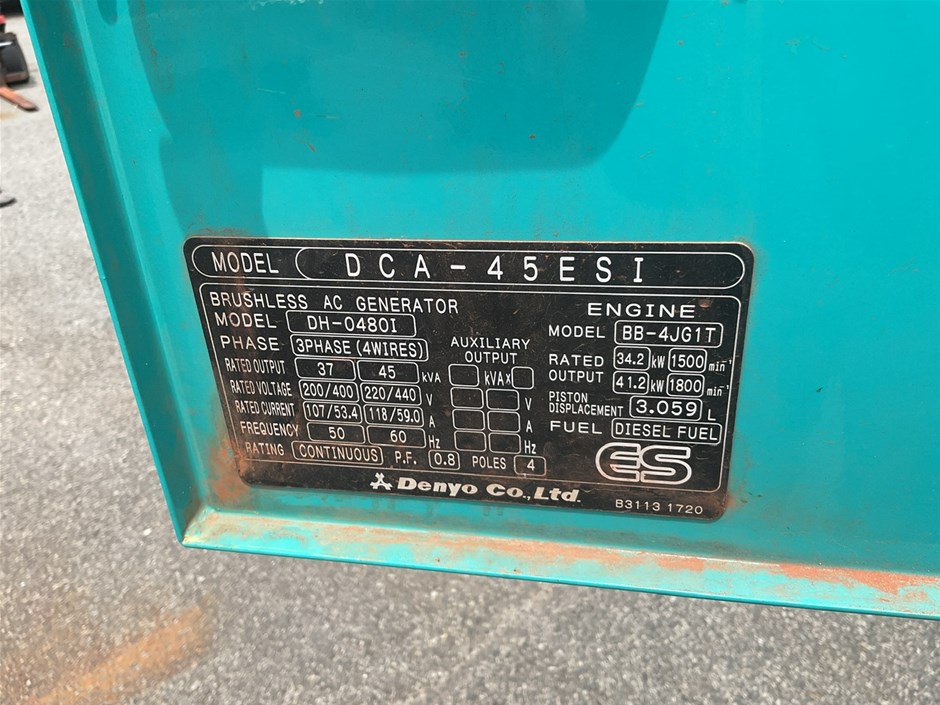 MODEL DCA-45ESI
BRUSHLESS AC GENERATOR
MODEL DH-0480I
PHASE 3PHASE (4WIRES)
RATED OUTPUT 37 45 kVA
RATED VOLTAGE 200/400 220/440 V
RATED CURRENT 107/53.4 118/59.0 A
FREQUENCY 50 60 Hz
RATING CONTINUOUS P.F. 0.8 POLES 4
AUXILIARY
OUTPUT
kVA X
V
A
Hz
ENGINE
MODEL BB-4JG1T
RATED 34.2 kW 1500 min⁻¹
OUTPUT 41.2 kW 1800 min⁻¹
PISTON
DISPLACEMENT 3.059 L
FUEL DIESEL FUEL
ES
Denyo Co., Ltd.
B3113 1720